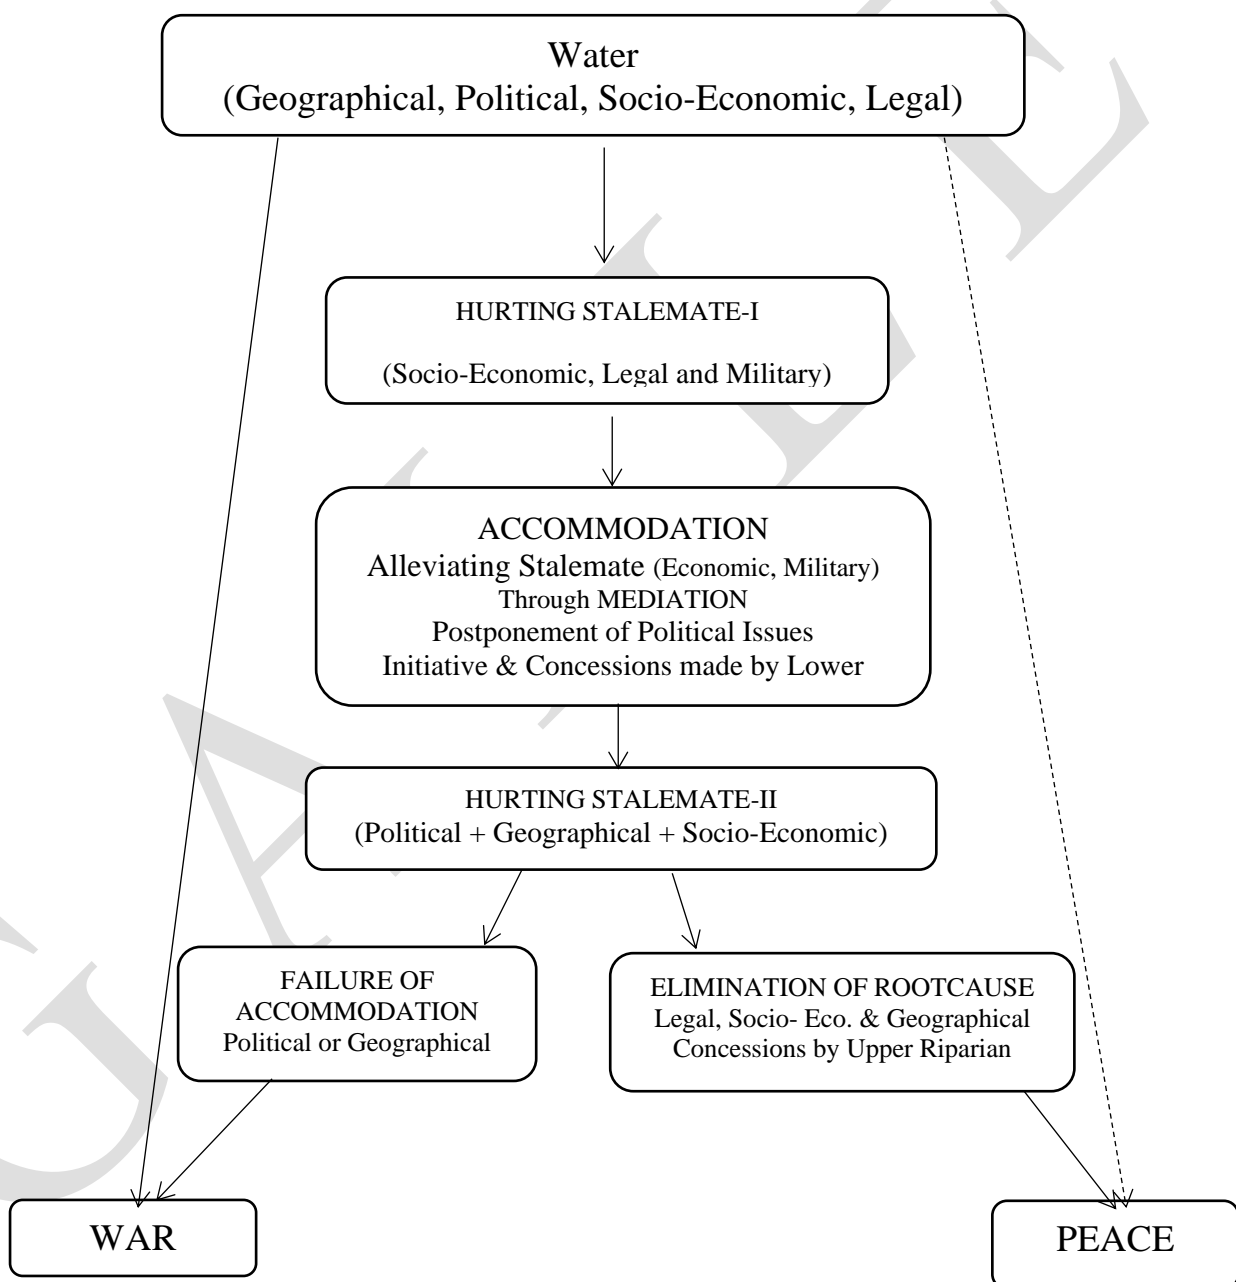 Water
(Geographical, Political, Socio-Economic, Legal)
HURTING STALEMATE-I
(Socio-Economic, Legal and Military)
ACCOMMODATION
Alleviating Stalemate (Economic, Military)
Through MEDIATION
Postponement of Political Issues
Initiative & Concessions made by Lower
HURTING STALEMATE-II
(Political + Geographical + Socio-Economic)
FAILURE OF
ACCOMMODATION
Political or Geographical
ELIMINATION OF ROOTCAUSE
Legal, Socio- Eco. & Geographical
Concessions by Upper Riparian
WAR
PEACE